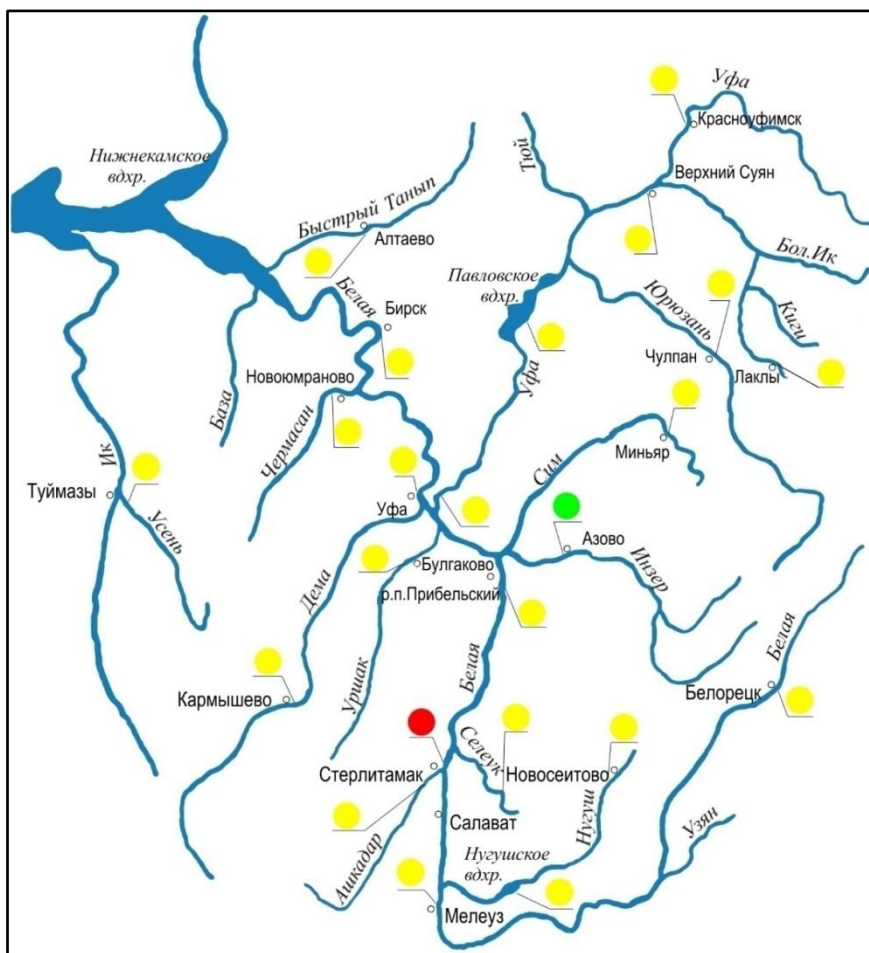 Уфа
Красноуфимск
Нижнекамское
вдхр.
Тюй
Верхний Суян
Быстрый Танып
Алтаево
Бол.Ик
Павловское
вдхр.
Белая
Юрюзань
Киги
Бирск
Чулпан
Лаклы
Новоюмраново
База
Уфа
Чермасан
Миньяр
Ик
Сим
Туймазы
Усень
Уфа
Азово
Дема
Булгаково
р.п.Прибельский
Инзер
Уршак
Белая
Белая
Кармышево
Белорецк
Стерлитамак
Селеук
Новосеитово
Нугуш
Салават
Узян
Ашкадар
Нугушское
вдхр.
Мелеуз